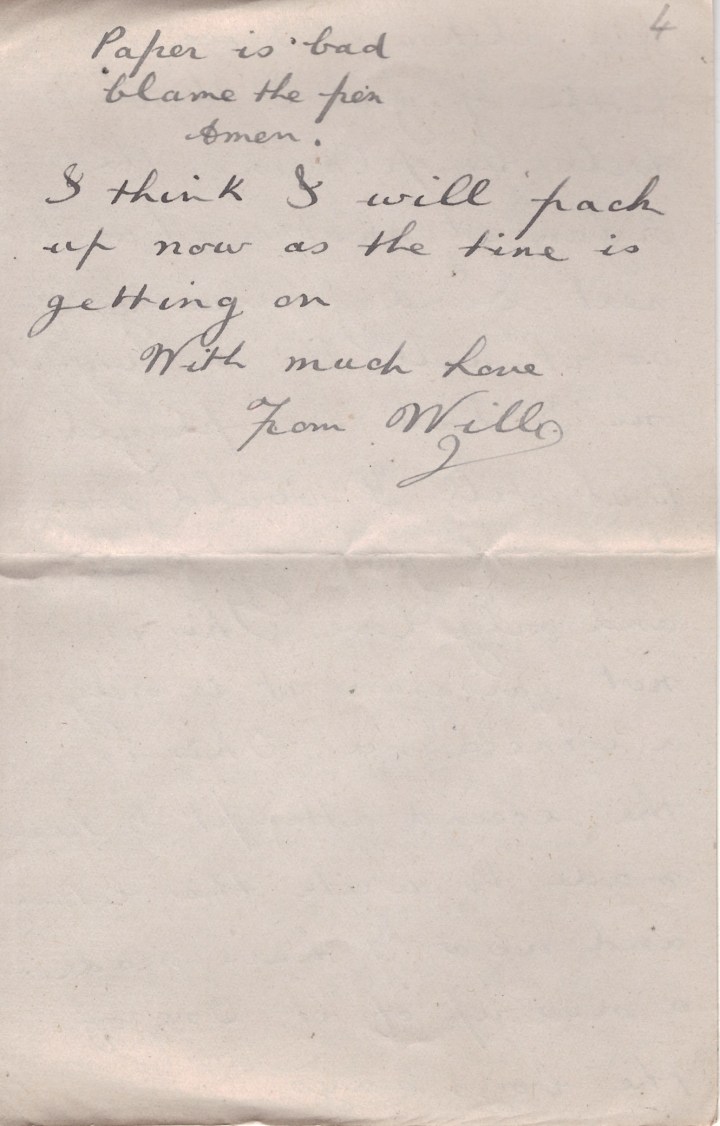 4
Paper is bad
blame the pen
Amen.
I think I will pack
up now as the time is
getting on
With much love
From Will